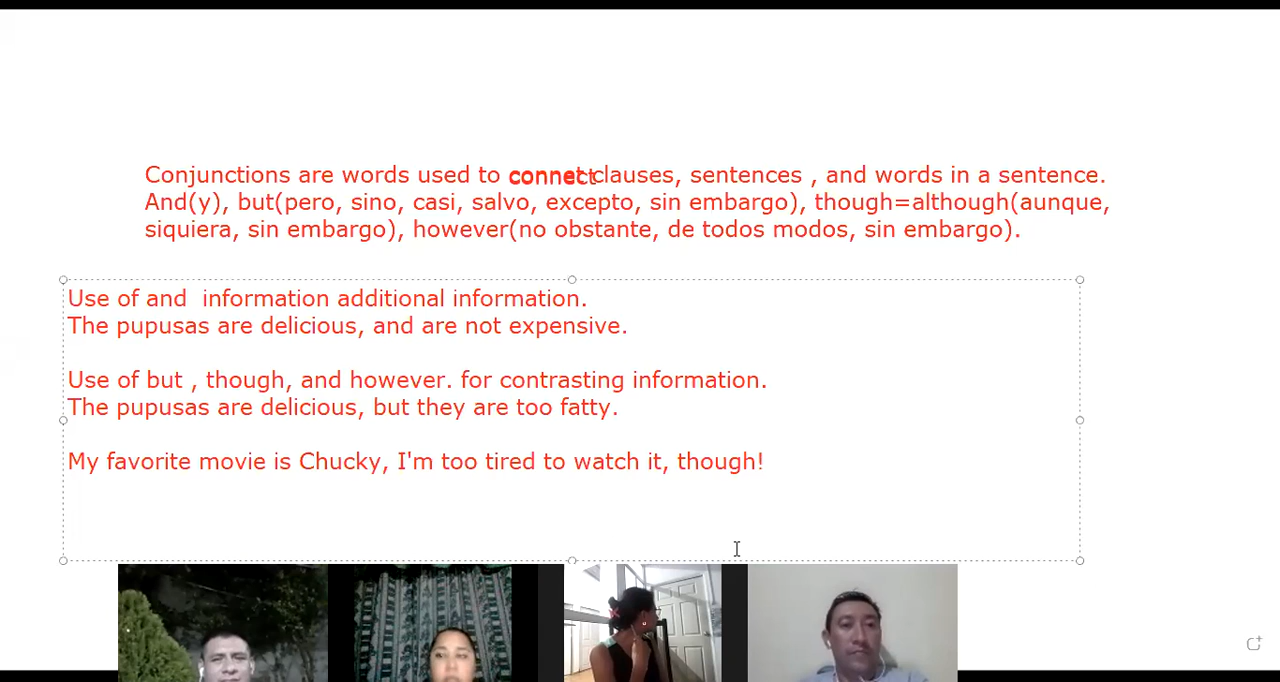 Conjunctions are words used to connect clauses, sentences , and words in a sentence.
And(y), but(pero, sino, casi, salvo, excepto, sin embargo), though=although(aunque,
siquiera, sin embargo), however(no obstante, de todos modos, sin embargo).
Use of and  information additional information.
The pupusas are delicious, and are not expensive.
Use of but , though, and however. for contrasting information.
The pupusas are delicious, but they are too fatty.
My favorite movie is Chucky, I'm too tired to watch it, though!